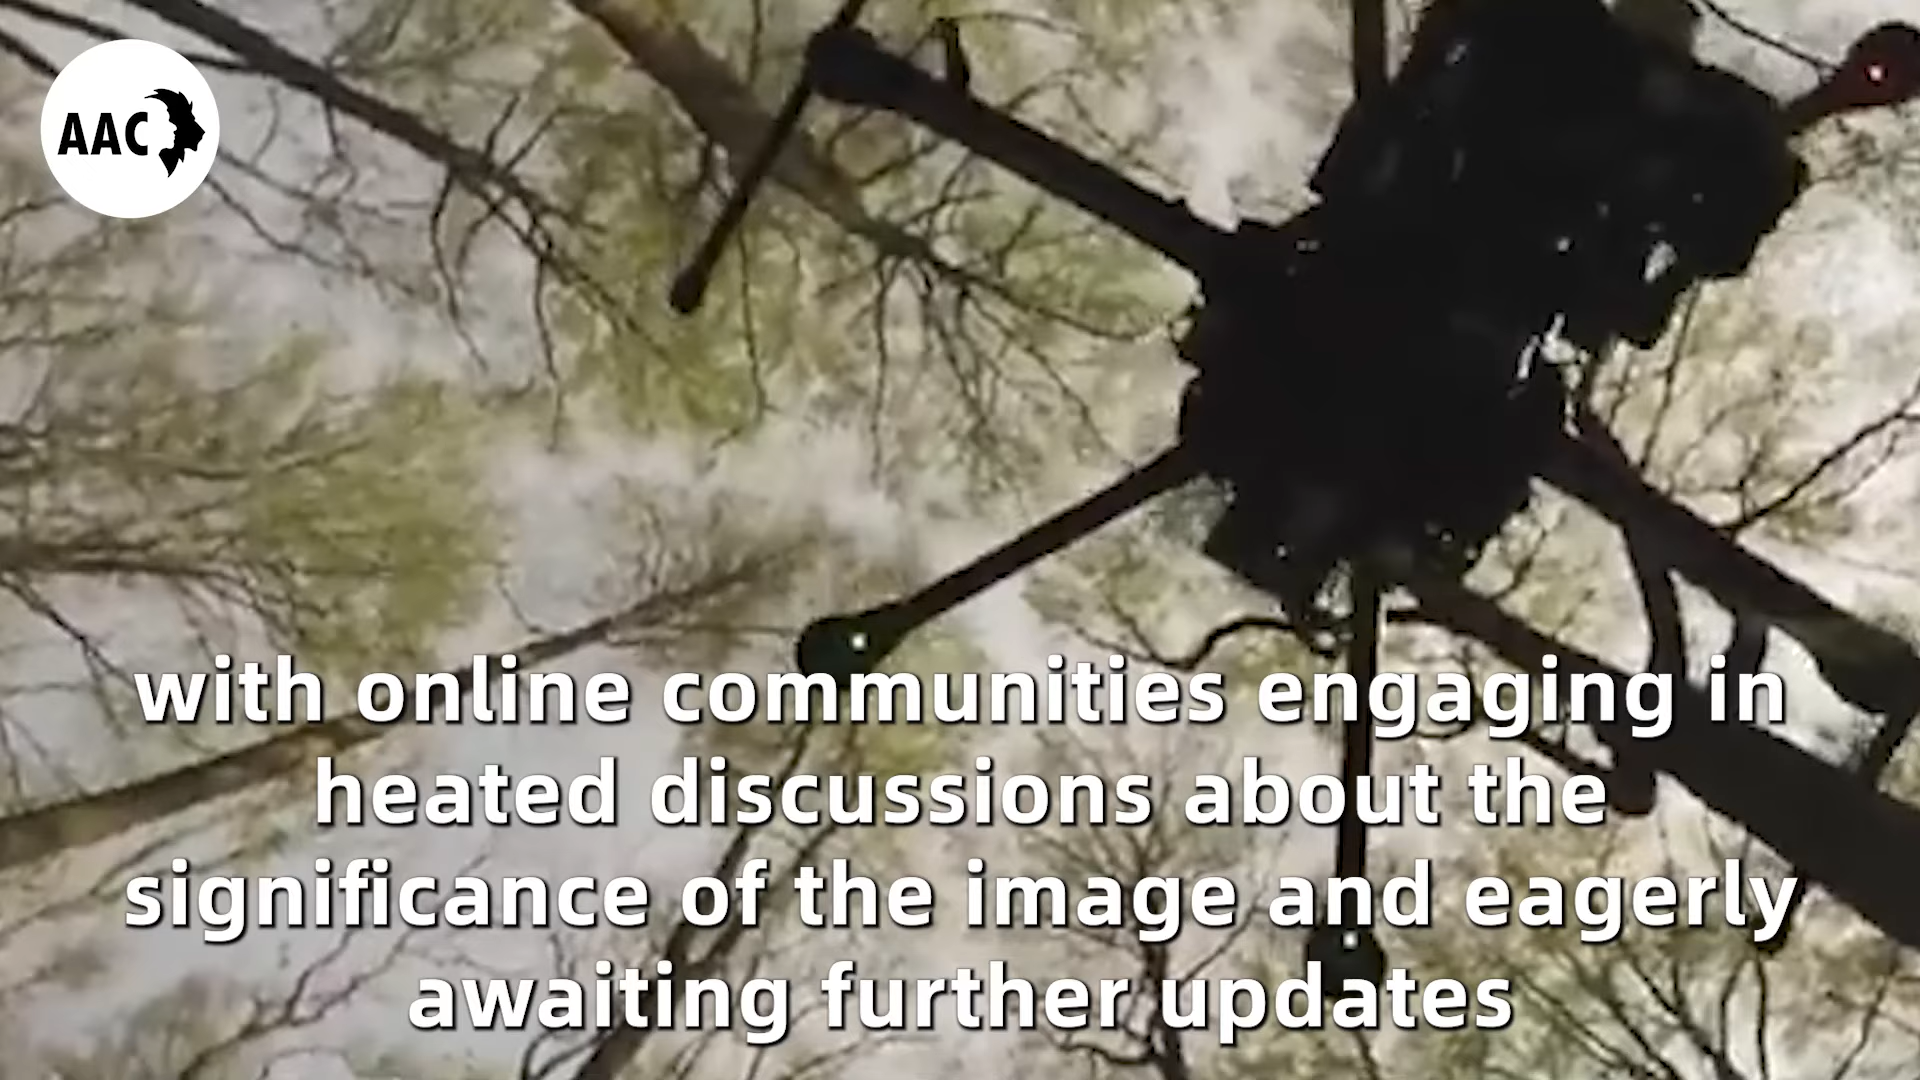 AAC
with online communities engaging in
heated discussions about the
significance of the image and eagerly
awaiting further updates